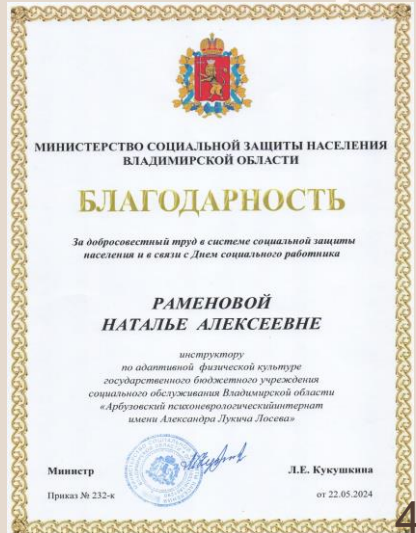 МИНИСТЕРСТВО СОЦИАЛЬНОЙ ЗАЩИТЫ НАСЕЛЕНИЯ
ВЛАДИМИРСКОЙ ОБЛАСТИ
БЛАГОДАРНОСТЬ
За добросовестный труд в системе социальной защиты
населения и в связи с Днем социального работника
РАМЕНОВОЙ
НАТАЛЬЕ АЛЕКСЕЕВНЕ
инструктору
по адаптивной физической культуре
государственного бюджетного учреждения
социального обслуживания Владимирской области
«Арбузовский психоневрологическийинтернат
имени Александра Лукича Лосева»
Министр Л.Е. Кукушкина
Приказ № 232-к от 22.05.2024
4